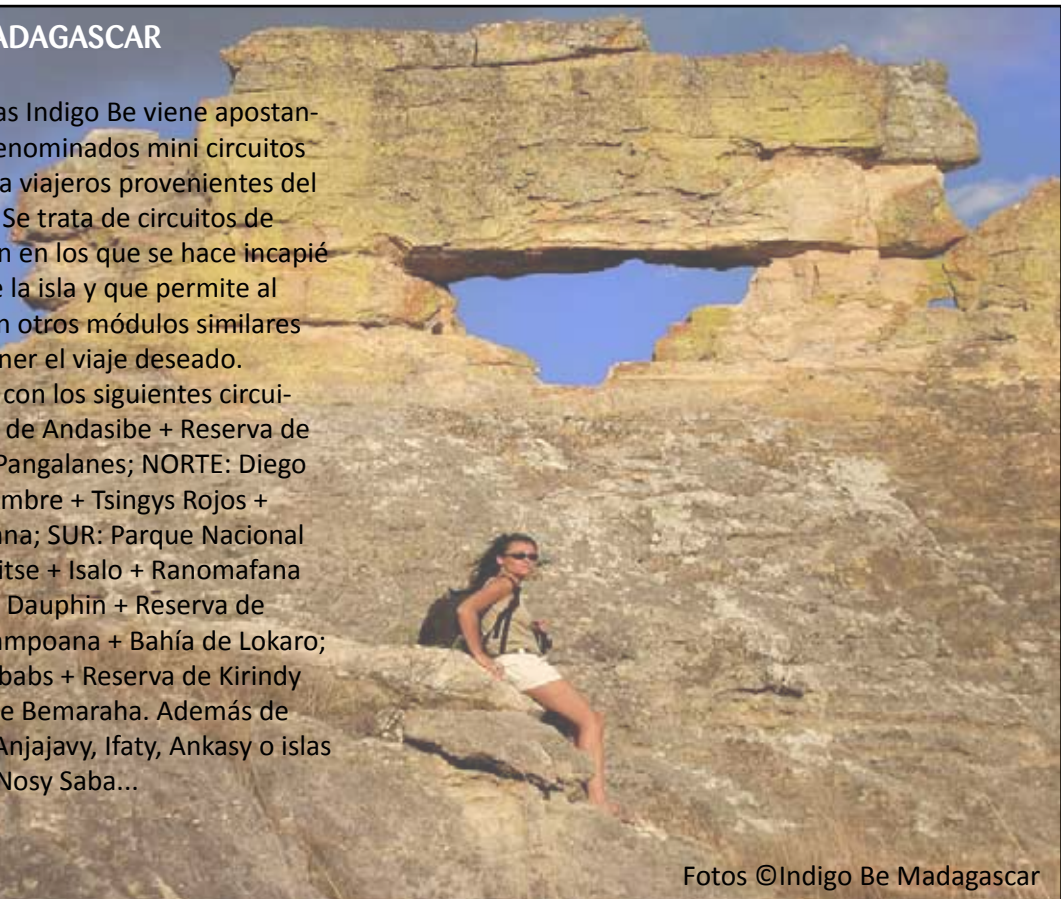 ADAGASCAR
as Indigo Be viene apostan-
enominados mini circuitos
a viajeros provenientes del
Se trata de circuitos de
n en los que se hace incapié
e la isla y que permite al
n otros módulos similares
ner el viaje deseado.
con los siguientes circui-
de Andasibe + Reserva de
Pangalanes; NORTE: Diego
mbre + Tsingys Rojos +
na; SUR: Parque Nacional
itse + Isalo + Ranomafana
Dauphin + Reserva de
mpoana + Bahía de Lokaro;
babs + Reserva de Kirindy
e Bemaraha. Además de
Anjajavy, Ifaty, Ankasy o islas
Nosy Saba...
Fotos ©Indigo Be Madagascar